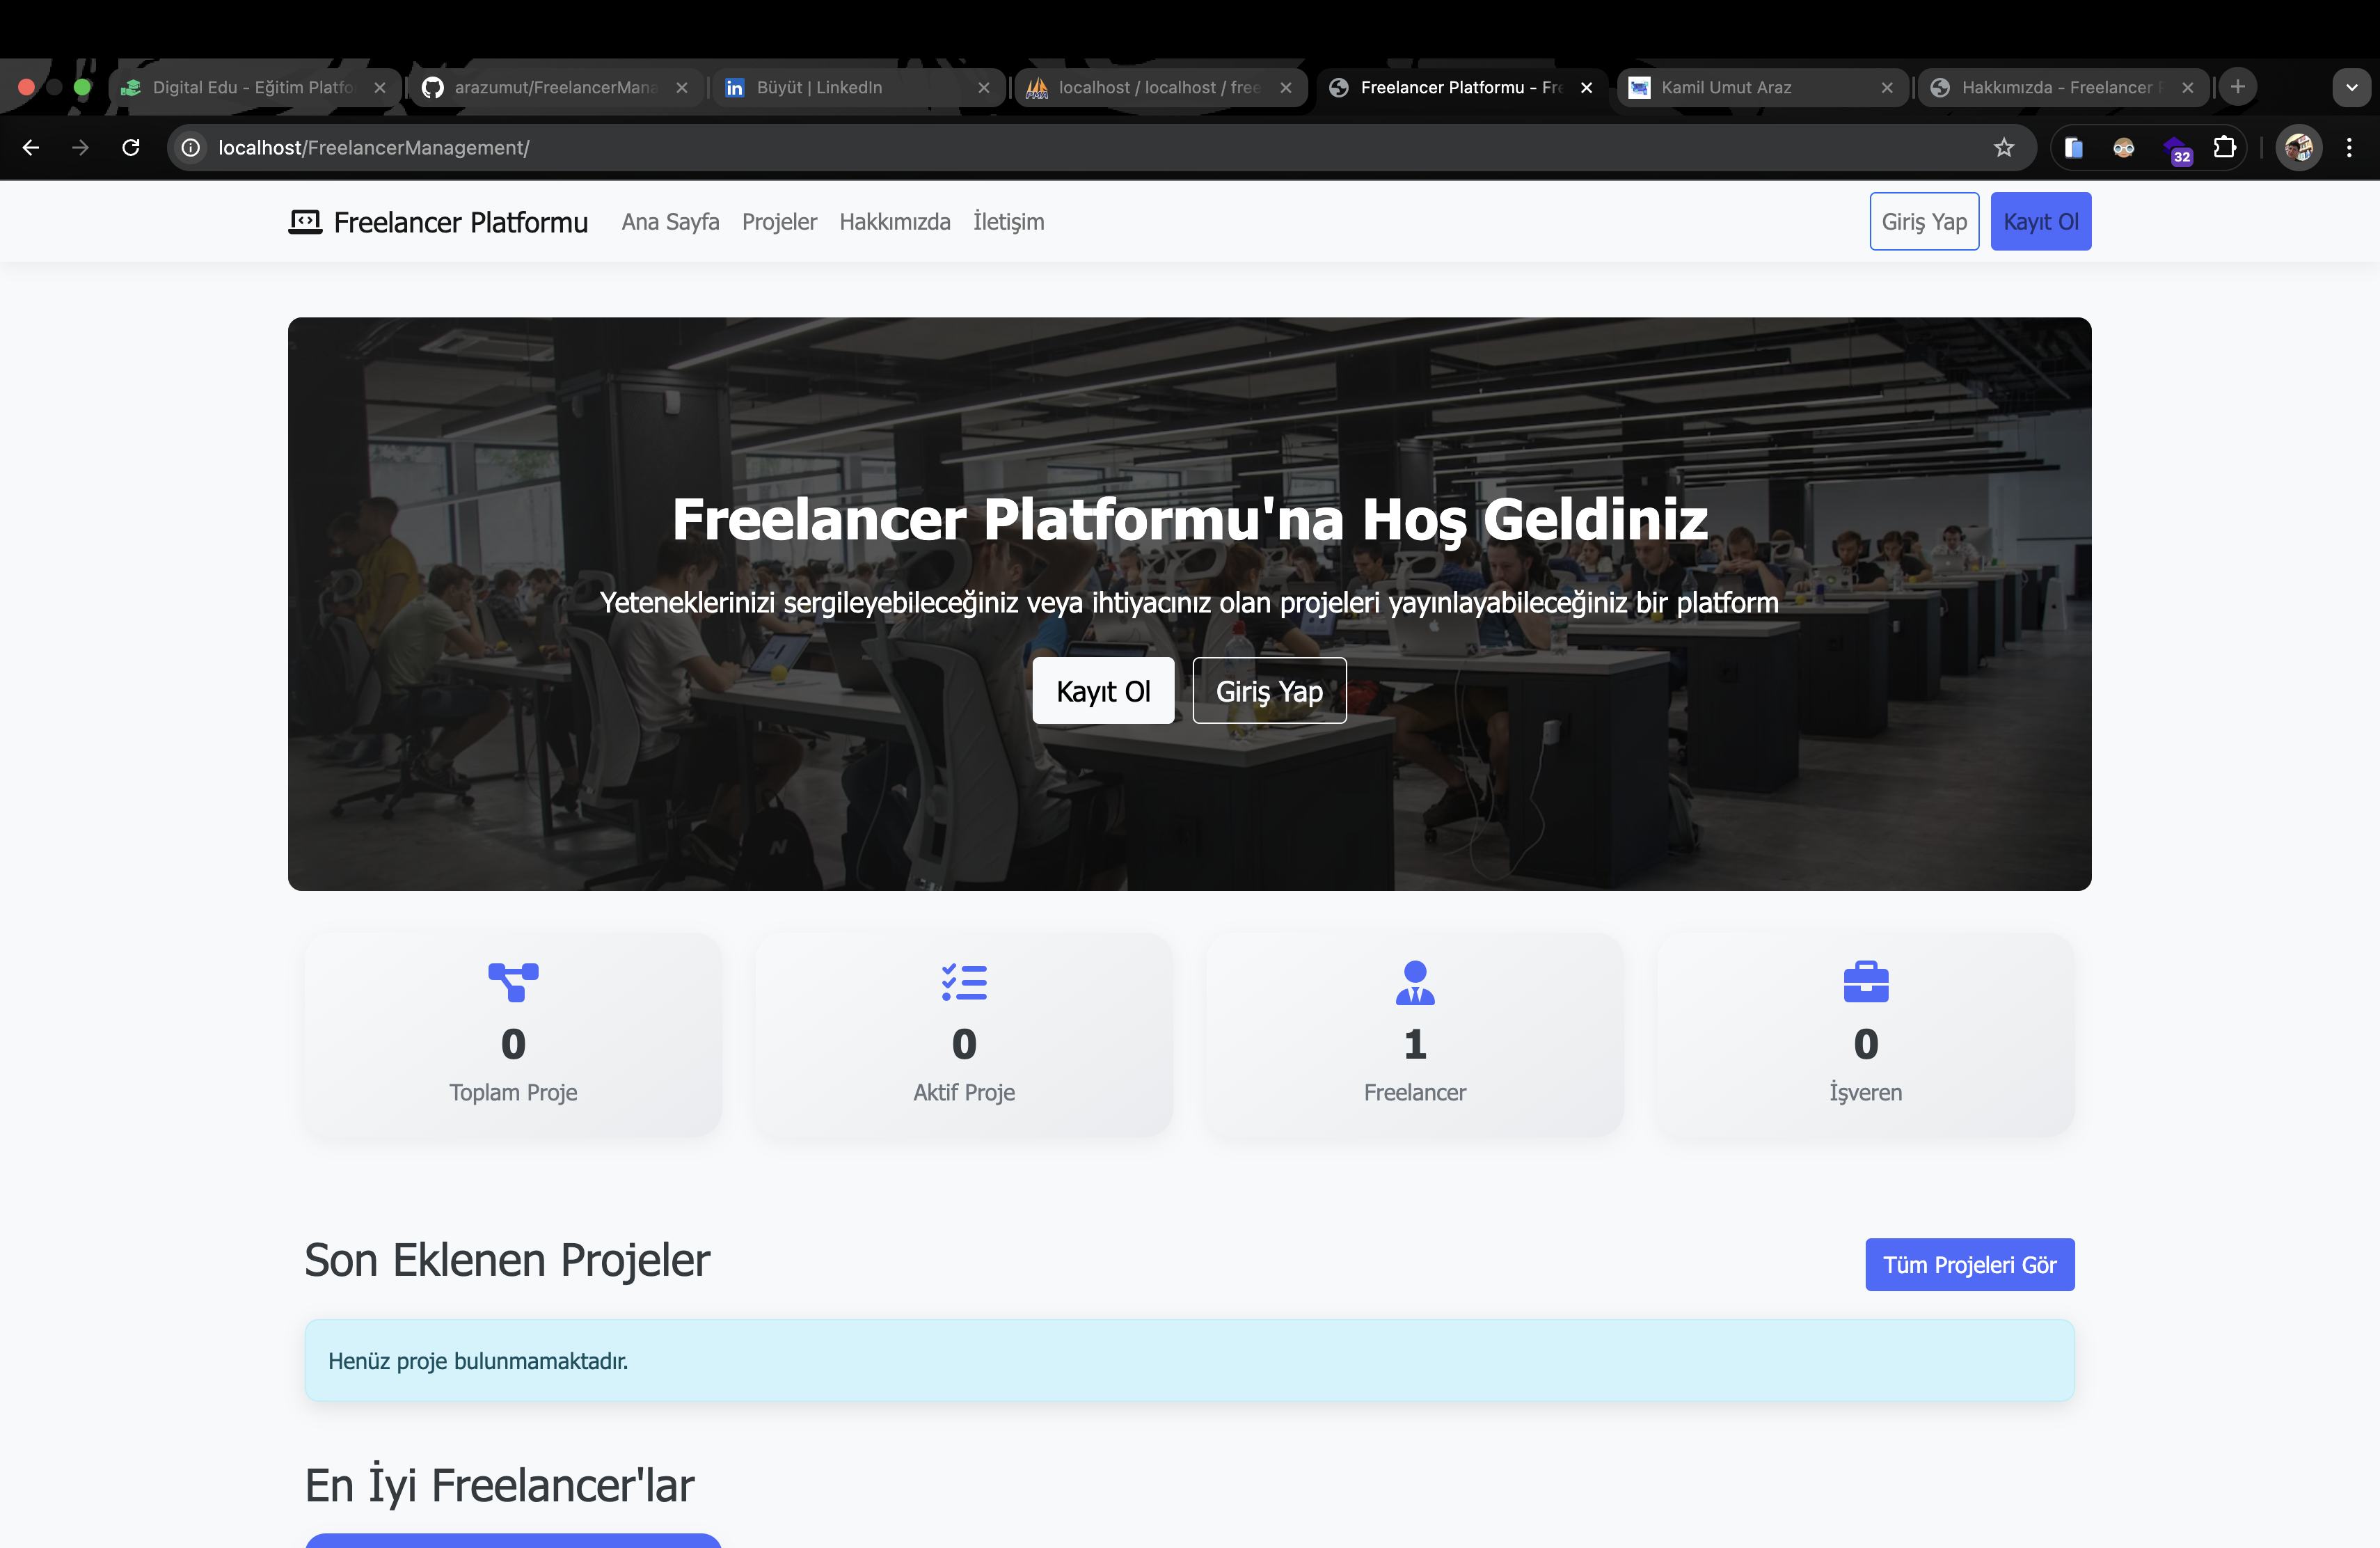 Digital Edu - Eğitim Platfo
arazumut/FreelancerMana
Büyüt | LinkedIn
localhost / localhost / free
Freelancer Platformu - Fre
Kamil Umut Araz
Hakkımızda - Freelancer P
localhost/FreelancerManagement/
32
Freelancer Platformu
Ana Sayfa
Projeler
Hakkımızda
İletişim
Giriş Yap
Kayıt Ol
Freelancer Platformu'na Hoş Geldiniz
Yeteneklerinizi sergileyebileceğiniz veya ihtiyacınız olan projeleri yayınlayabileceğiniz bir platform
Kayıt Ol
Giriş Yap
0
Toplam Proje
0
Aktif Proje
1
Freelancer
0
İşveren
Son Eklenen Projeler
Tüm Projeleri Gör
Henüz proje bulunmamaktadır.
En İyi Freelancer'lar